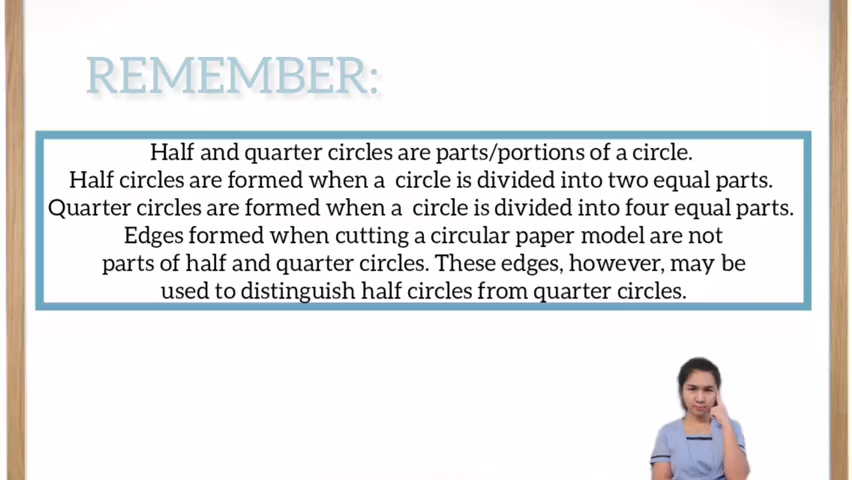 REMEMBER:
Half and quarter circles are parts/portions of a circle.
Half circles are formed when a circle is divided into two equal parts.
Quarter circles are formed when a circle is divided into four equal parts.
Edges formed when cutting a circular paper model are not
parts of half and quarter circles. These edges, however, may be
used to distinguish half circles from quarter circles.